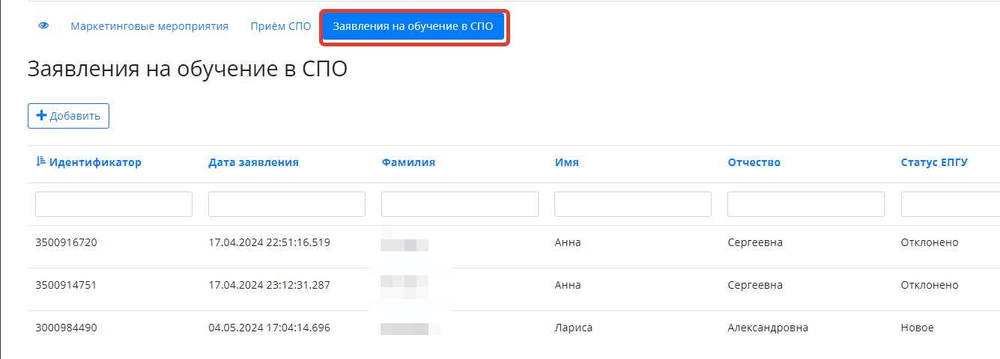 Маркетинговые мероприятия Приём СПО Заявления на обучение в СПО
Заявления на обучение в СПО
Добавить
Идентификатор Дата заявления Фамилия Имя Отчество Статус ЕПГУ
3500916720 17.04.2024 22:51:16.519 Анна Сергеевна Отклонено
3500914751 17.04.2024 23:12:31.287 Анна Сергеевна Отклонено
3000984490 04.05.2024 17:04:14.696 Лариса Александровна Новое